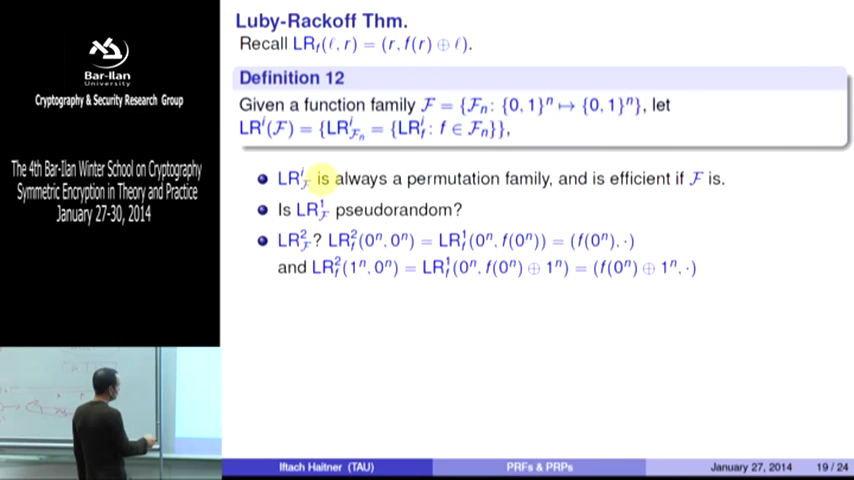 Bar-Ilan
University
Cryptography & Security Research Group
The 4th Bar-Ilan Winter School on Cryptography
Symmetric Encryption in Theory and Practice
January 27-30, 2014
Luby-Rackoff Thm.
Recall LR_f(ℓ, r) = (r, f(r) ⊕ ℓ).
Definition 12
Given a function family ℱ = {ℱ_n : {0, 1}^n ↦ {0, 1}^n}, let
LR^i(ℱ) = {LR^i_{ℱ_n} = {LR^i_f : f ∈ ℱ_n}},
● LR^i_ℱ is always a permutation family, and is efficient if ℱ is.
● Is LR^1_ℱ pseudorandom?
● LR^2_ℱ? LR^2_f(0^n, 0^n) = LR^1_f(0^n, f(0^n)) = (f(0^n), ·)
and LR^2_f(1^n, 0^n) = LR^1_f(0^n, f(0^n) ⊕ 1^n) = (f(0^n) ⊕ 1^n, ·)
Iftach Haitner (TAU) PRFs & PRPs January 27, 2014 19 / 24